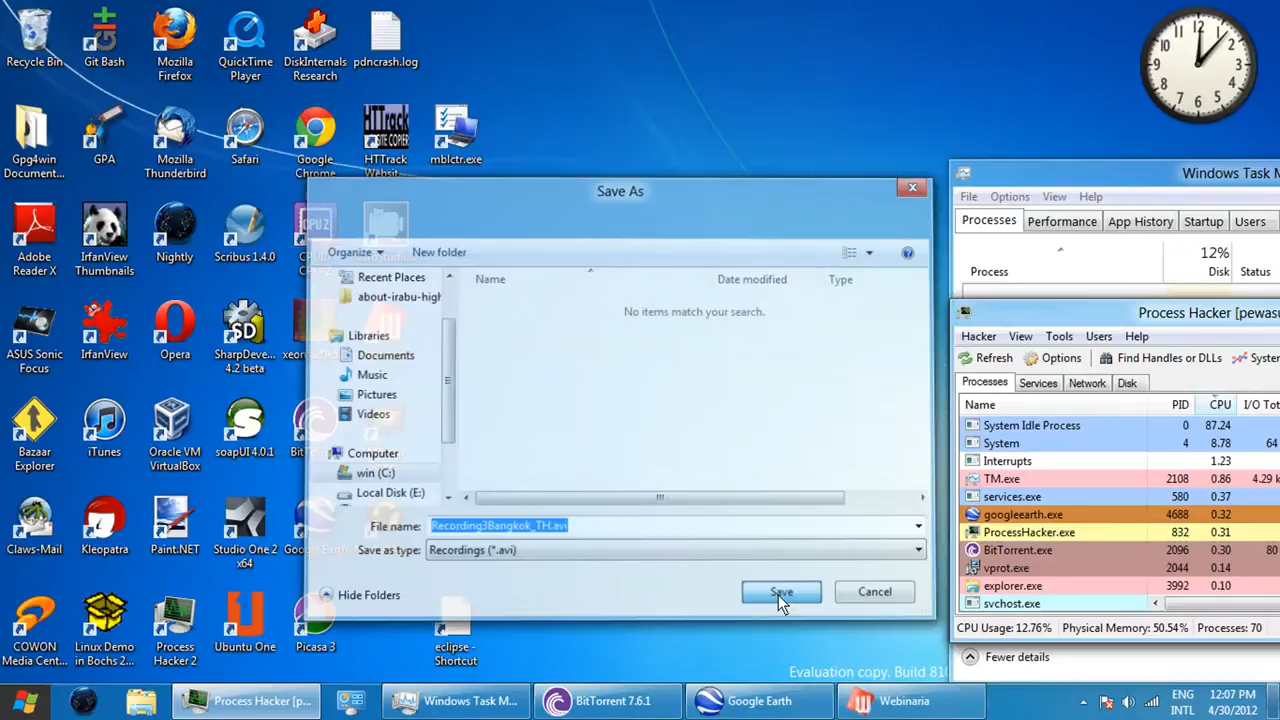 Recycle Bin
Git Bash
Mozilla
Firefox
QuickTime
Player
DiskInternals
Research
pdncrash.log
Gpg4win
Document...
GPA
Mozilla
Thunderbird
Safari
Google
Chrome
HTTrack
Websit...
mblctr.exe
Adobe
Reader X
IrfanView
Thumbnails
Nightly
Scribus 1.4.0
ASUS Sonic
Focus
IrfanView
Opera
SharpDeve...
4.2 beta
Bazaar
Explorer
iTunes
Oracle VM
VirtualBox
soapUI 4.0.1
Claws-Mail
Kleopatra
Paint.NET
Studio One 2
x64
COWON
Media Cent...
Linux Demo
in Bochs 2...
Process
Hacker 2
Ubuntu One
Picasa 3
eclipse -
Shortcut
Save As
Organize
New folder
Recent Places
about-irabu-high
Libraries
Documents
Music
Pictures
Videos
Computer
win (C:)
Local Disk (E:)
Name
Date modified
Type
No items match your search.
File name:
Recording3Bangkok_TH.avi
Save as type:
Recordings (*.avi)
Hide Folders
Save
Cancel
Windows Task M
File Options View Help
Processes Performance App History Startup Users
12%
Process Disk Status
Process Hacker [pewasu
Hacker View Tools Users Help
Refresh Options Find Handles or DLLs Syster
Processes Services Network Disk
Name PID CPU I/O Tot
System Idle Process 0 87.24
System 4 8.78 64
Interrupts 1.23
TM.exe 2108 0.86 4.29
services.exe 580 0.37
googleearth.exe 4688 0.32
ProcessHacker.exe 832 0.31
BitTorrent.exe 2096 0.30 80
vprot.exe 2044 0.14
explorer.exe 3992 0.10
svchost.exe
CPU Usage: 12.76% Physical Memory: 50.54% Processes: 70
Fewer details
Evaluation copy. Build 81
Process Hacker [p...
Windows Task M...
BitTorrent 7.6.1
Google Earth
Webinaria
ENG
INTL
12:07 PM
4/30/2012